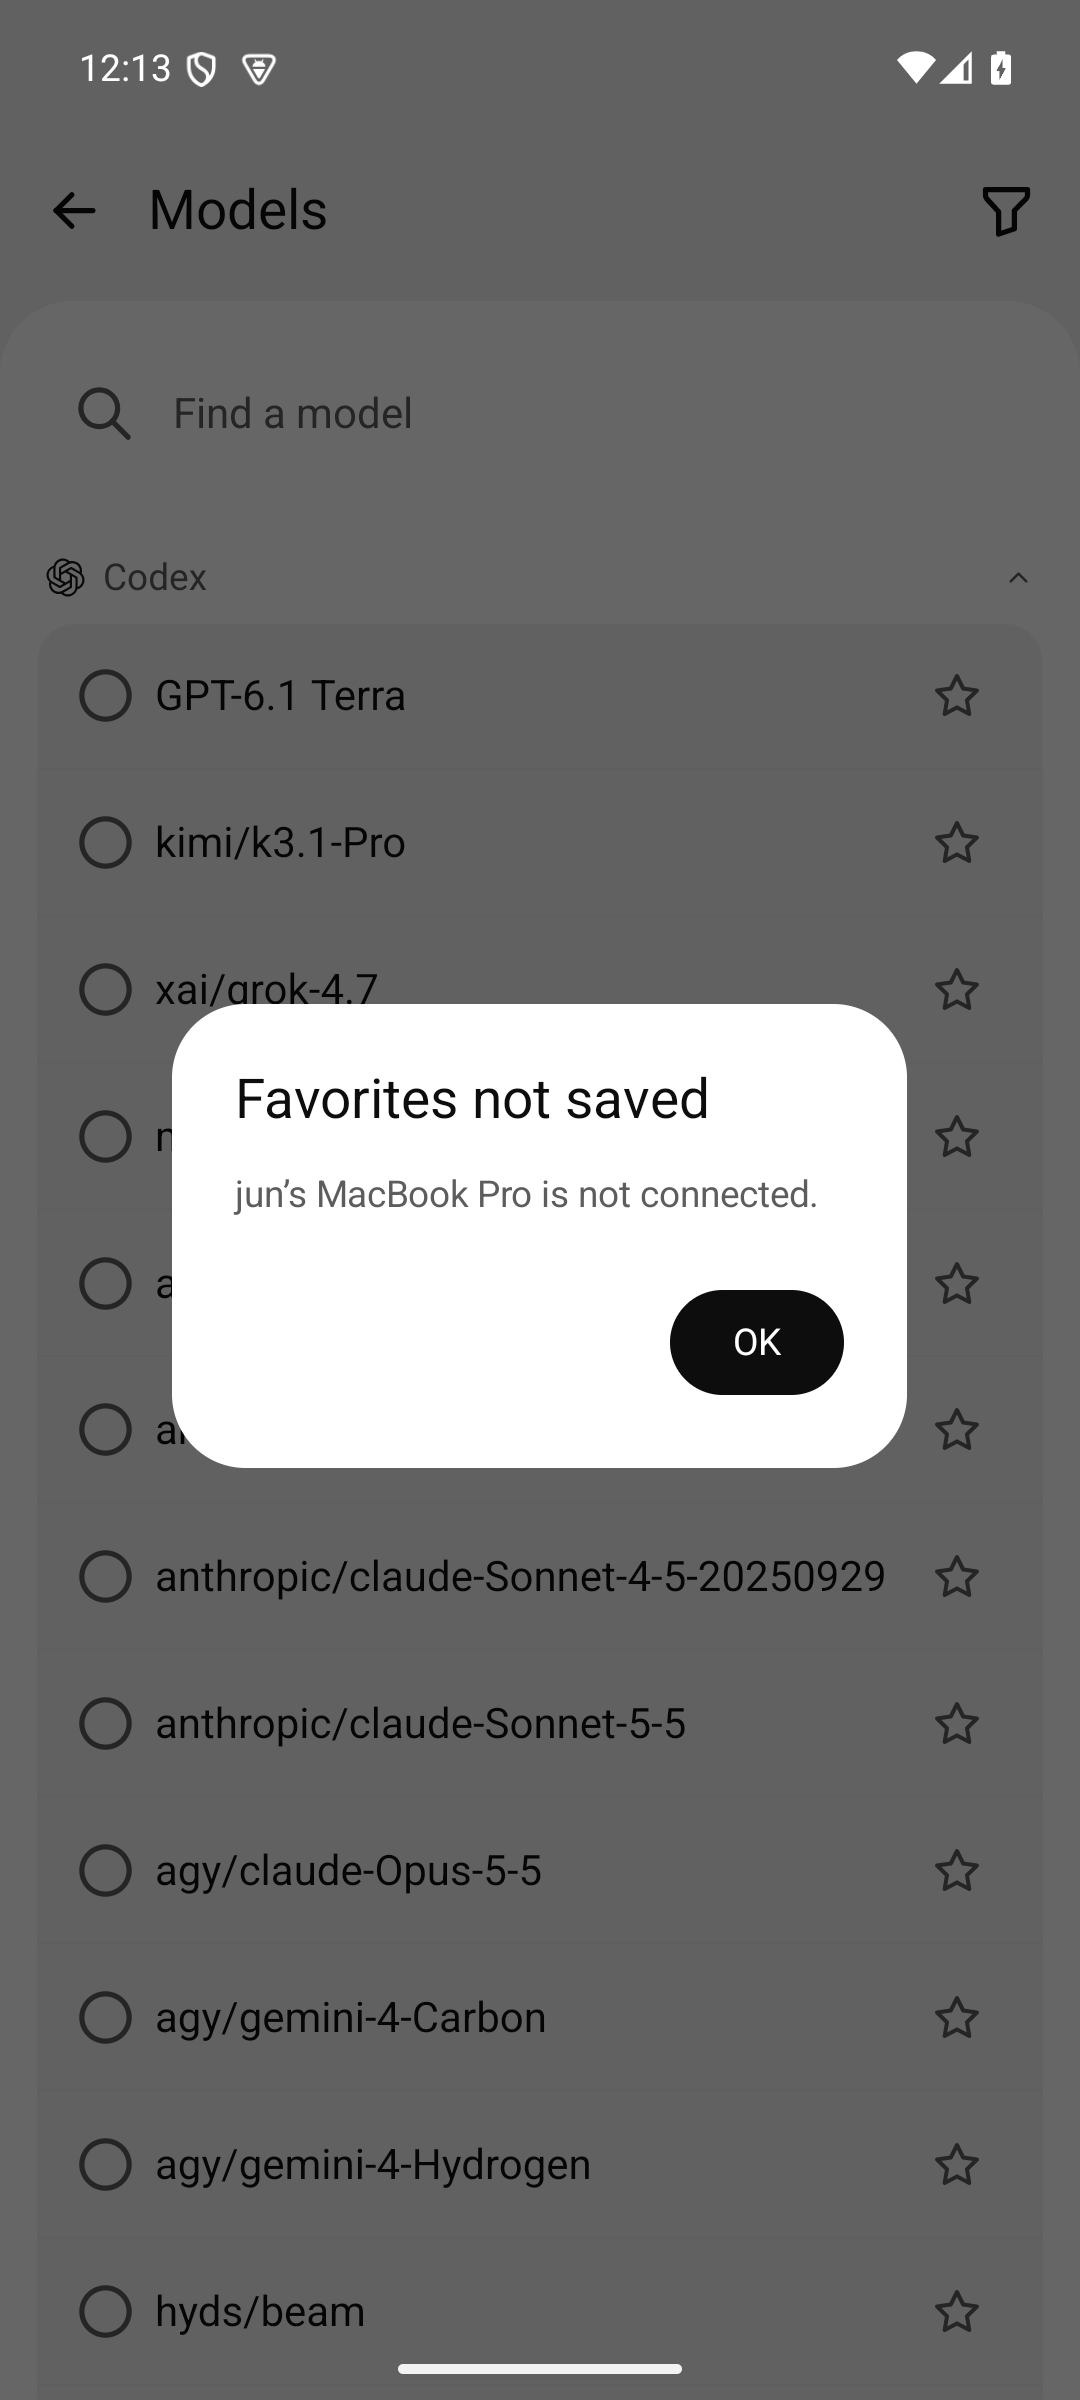 12:13
Models
Find a model
Codex
GPT-6.1 Terra
kimi/k3.1-Pro
xai/grok-4.7
Favorites not saved
jun’s MacBook Pro is not connected.
OK
anthropic/claude-Sonnet-4-5-20250929
anthropic/claude-Sonnet-5-5
agy/claude-Opus-5-5
agy/gemini-4-Carbon
agy/gemini-4-Hydrogen
hyds/beam